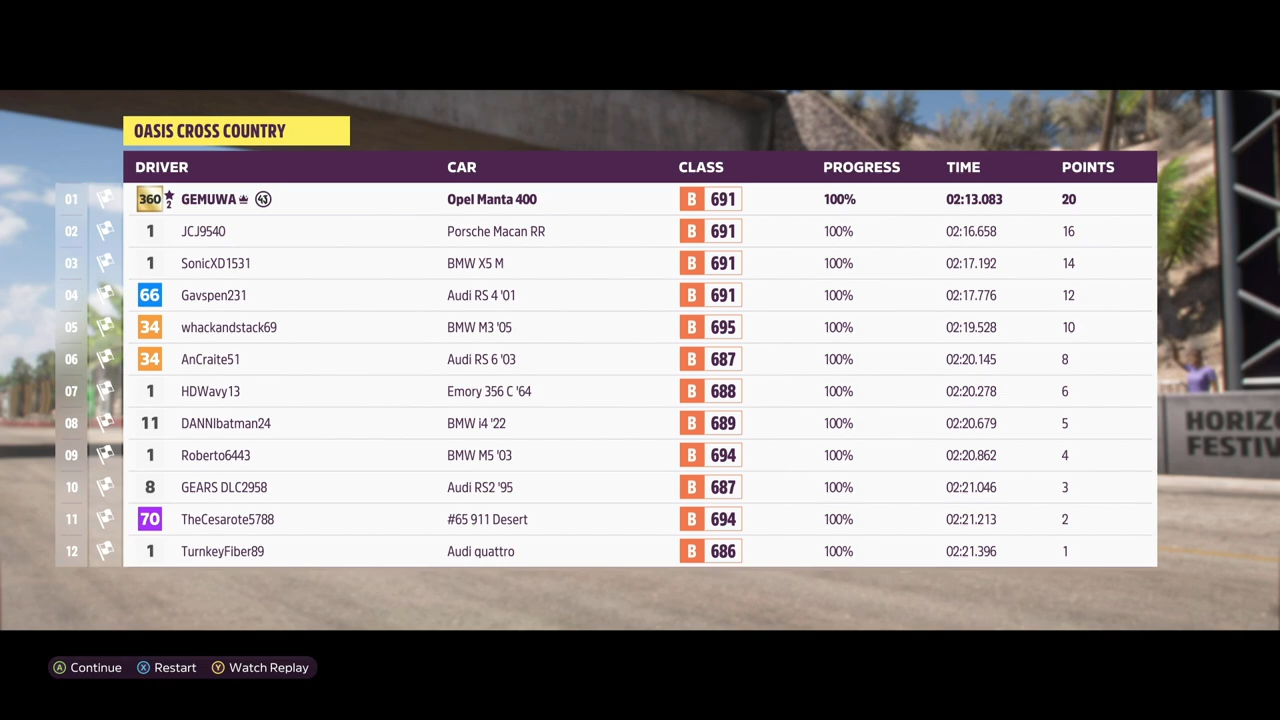 OASIS CROSS COUNTRY
DRIVER CAR CLASS PROGRESS TIME POINTS
01 360 2 GEMUWA 43 Opel Manta 400 B 691 100% 02:13.083 20
02 1 JCJ9540 Porsche Macan RR B 691 100% 02:16.658 16
03 1 SonicXD1531 BMW X5 M B 691 100% 02:17.192 14
04 66 Gavspen231 Audi RS 4 '01 B 691 100% 02:17.776 12
05 34 whackandstack69 BMW M3 '05 B 695 100% 02:19.528 10
06 34 AnCraite51 Audi RS 6 '03 B 687 100% 02:20.145 8
07 1 HDWavy13 Emory 356 C '64 B 688 100% 02:20.278 6
08 11 DANNIbatman24 BMW i4 '22 B 689 100% 02:20.679 5
09 1 Roberto6443 BMW M5 '03 B 694 100% 02:20.862 4
10 8 GEARS DLC2958 Audi RS2 '95 B 687 100% 02:21.046 3
11 70 TheCesarote5788 #65 911 Desert B 694 100% 02:21.213 2
12 1 TurnkeyFiber89 Audi quattro B 686 100% 02:21.396 1
HORIZO
FESTIV
A Continue X Restart Y Watch Replay